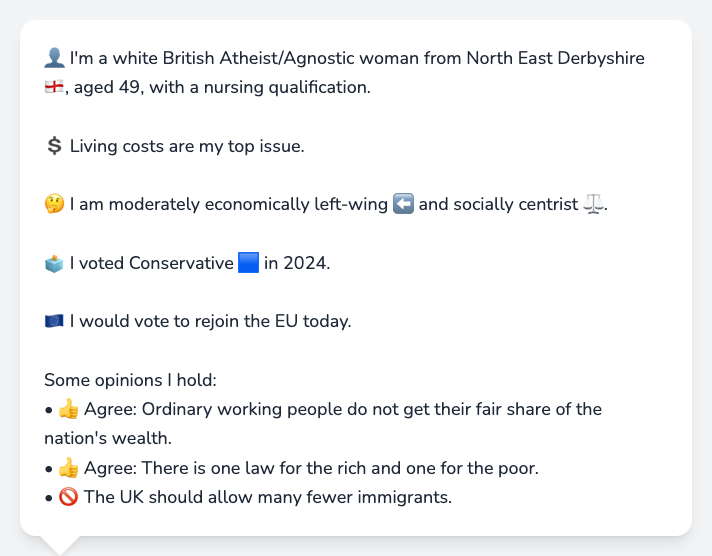 I'm a white British Atheist/Agnostic woman from North East Derbyshire
, aged 49, with a nursing qualification.
Living costs are my top issue.
I am moderately economically left-wing and socially centrist .
I voted Conservative in 2024.
I would vote to rejoin the EU today.
Some opinions I hold:
• Agree: Ordinary working people do not get their fair share of the
nation's wealth.
• Agree: There is one law for the rich and one for the poor.
• The UK should allow many fewer immigrants.